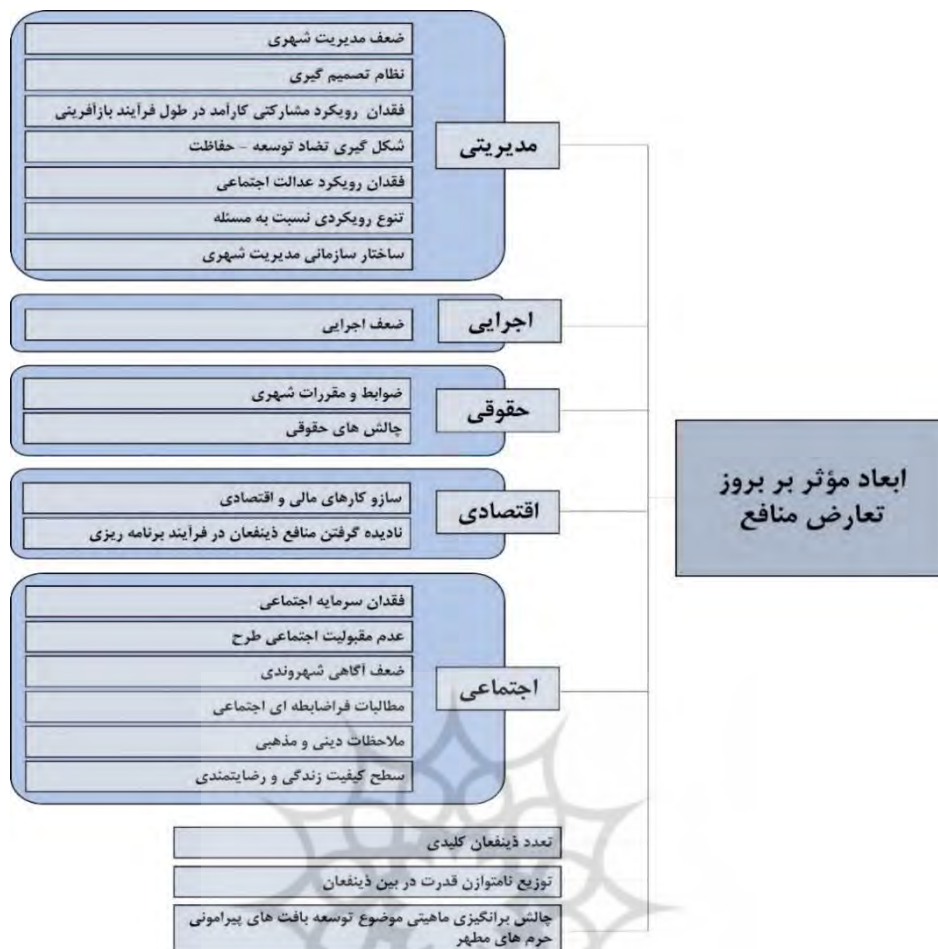 ابعاد مؤثر بر بروز
تعارض منافع
مدیریتی
ضعف مدیریت شهری
نظام تصمیم گیری
فقدان رویکرد مشارکتی کارآمد در طول فرآیند بازآفرینی
شکل گیری تضاد توسعه – حفاظت
فقدان رویکرد عدالت اجتماعی
تنوع رویکردی نسبت به مسئله
ساختار سازمانی مدیریت شهری
اجرایی
ضعف اجرایی
حقوقی
ضوابط و مقررات شهری
چالش های حقوقی
اقتصادی
سازو کارهای مالی و اقتصادی
نادیده گرفتن منافع ذینفعان در فرآیند برنامه ریزی
اجتماعی
فقدان سرمایه اجتماعی
عدم مقبولیت اجتماعی طرح
ضعف آگاهی شهروندی
مطالبات فراضابطه ای اجتماعی
ملاحظات دینی و مذهبی
سطح کیفیت زندگی و رضایتمندی
تعدد ذینفعان کلیدی
توزیع نامتوازن قدرت در بین ذینفعان
چالش برانگیزی ماهیتی موضوع توسعه بافت های پیرامونی
حرم های مطهر